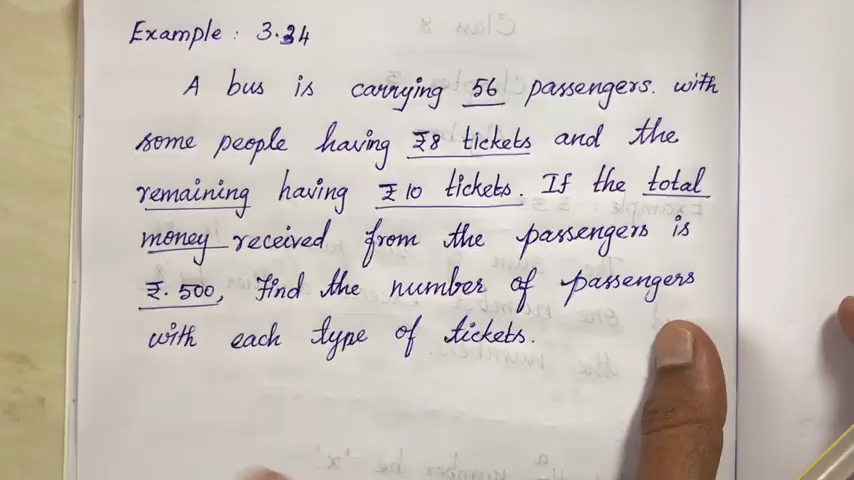 Example : 3.34
A bus is carrying 56 passengers. with
some people having ₹8 tickets and the
remaining having ₹10 tickets. If the total
money received from the passengers is
₹. 500, Find the number of passengers
with each type of tickets.